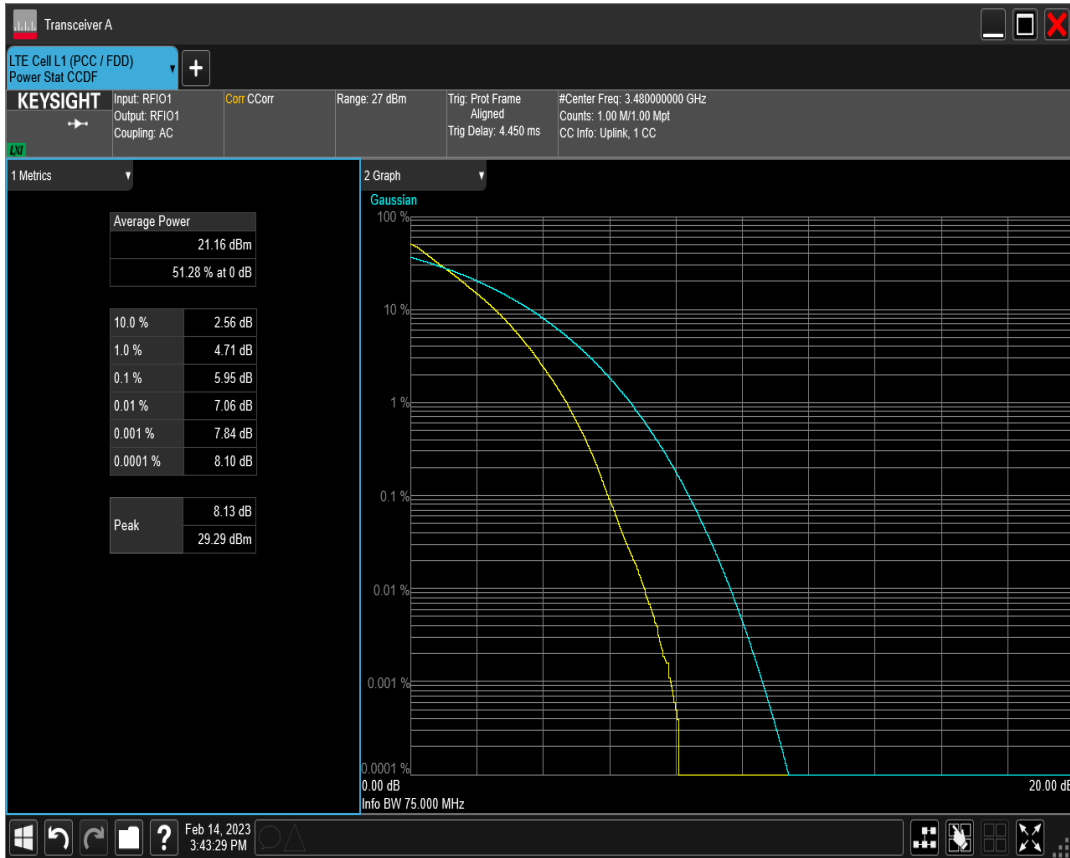 Transceiver A
LTE Cell L1 (PCC / FDD)
Power Stat CCDF
+
KEYSIGHT
LXI
Input: RFIO1
Output: RFIO1
Coupling: AC
Corr CCorr
Range: 27 dBm
Trig: Prot Frame
Aligned
Trig Delay: 4.450 ms
#Center Freq: 3.480000000 GHz
Counts: 1.00 M/1.00 Mpt
CC Info: Uplink, 1 CC
1 Metrics
Average Power
21.16 dBm
51.28 % at 0 dB
10.0 % 2.56 dB
1.0 % 4.71 dB
0.1 % 5.95 dB
0.01 % 7.06 dB
0.001 % 7.84 dB
0.0001 % 8.10 dB
Peak
8.13 dB
29.29 dBm
2 Graph
Gaussian
100 %
10 %
1 %
0.1 %
0.01 %
0.001 %
0.0001 %
0.00 dB 20.00 dB
Info BW 75.000 MHz
? Feb 14, 2023
3:43:29 PM